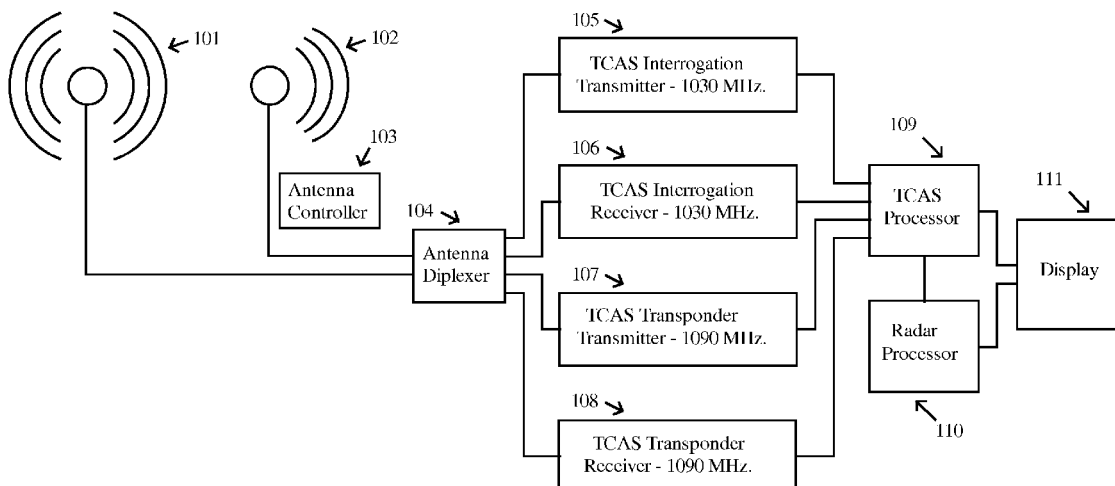 101
102
103
Antenna
Controller
104
Antenna
Diplexer
105
TCAS Interrogation
Transmitter - 1030 MHz.
106
TCAS Interrogation
Receiver - 1030 MHz.
107
TCAS Transponder
Transmitter - 1090 MHz.
108
TCAS Transponder
Receiver - 1090 MHz.
109
TCAS
Processor
Radar
Processor
110
111
Display